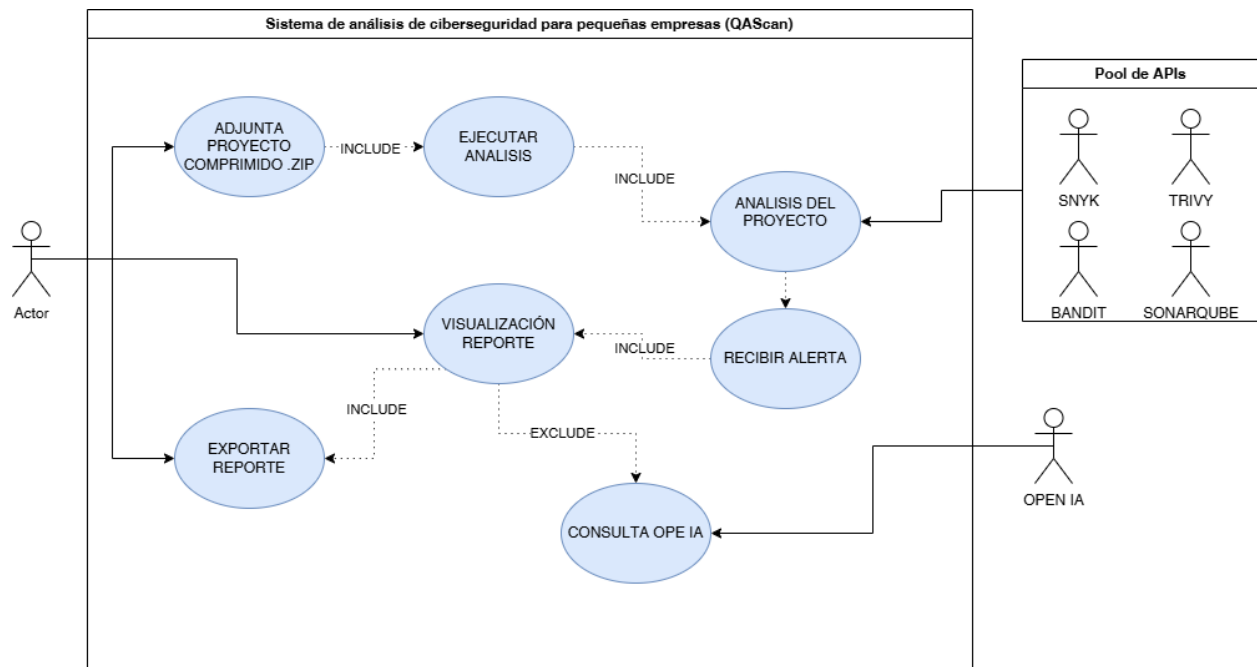 Sistema de análisis de ciberseguridad para pequeñas empresas (QAScan)
Pool de APIs
ADJUNTA
PROYECTO
COMPRIMIDO .ZIP
INCLUDE
EJECUTAR
ANALISIS
INCLUDE
ANALISIS DEL
PROYECTO
SNYK
TRIVY
BANDIT
SONARQUBE
Actor
VISUALIZACIÓN
REPORTE
INCLUDE
RECIBIR ALERTA
INCLUDE
EXCLUDE
EXPORTAR
REPORTE
CONSULTA OPE IA
OPEN IA